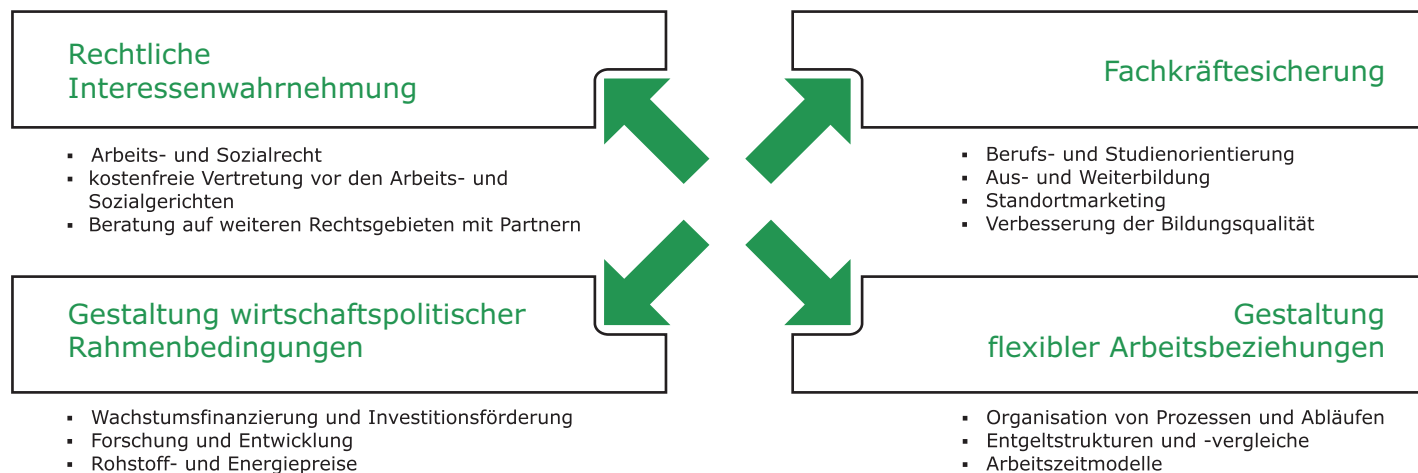 Rechtliche
Interessenwahrnehmung
▪ Arbeits- und Sozialrecht
▪ kostenfreie Vertretung vor den Arbeits- und
Sozialgerichten
▪ Beratung auf weiteren Rechtsgebieten mit Partnern
Fachkräftesicherung
▪ Berufs- und Studienorientierung
▪ Aus- und Weiterbildung
▪ Standortmarketing
▪ Verbesserung der Bildungsqualität
Gestaltung wirtschaftspolitischer
Rahmenbedingungen
▪ Wachstumsfinanzierung und Investitionsförderung
▪ Forschung und Entwicklung
▪ Rohstoff- und Energiepreise
Gestaltung
flexibler Arbeitsbeziehungen
▪ Organisation von Prozessen und Abläufen
▪ Entgeltstrukturen und -vergleiche
▪ Arbeitszeitmodelle